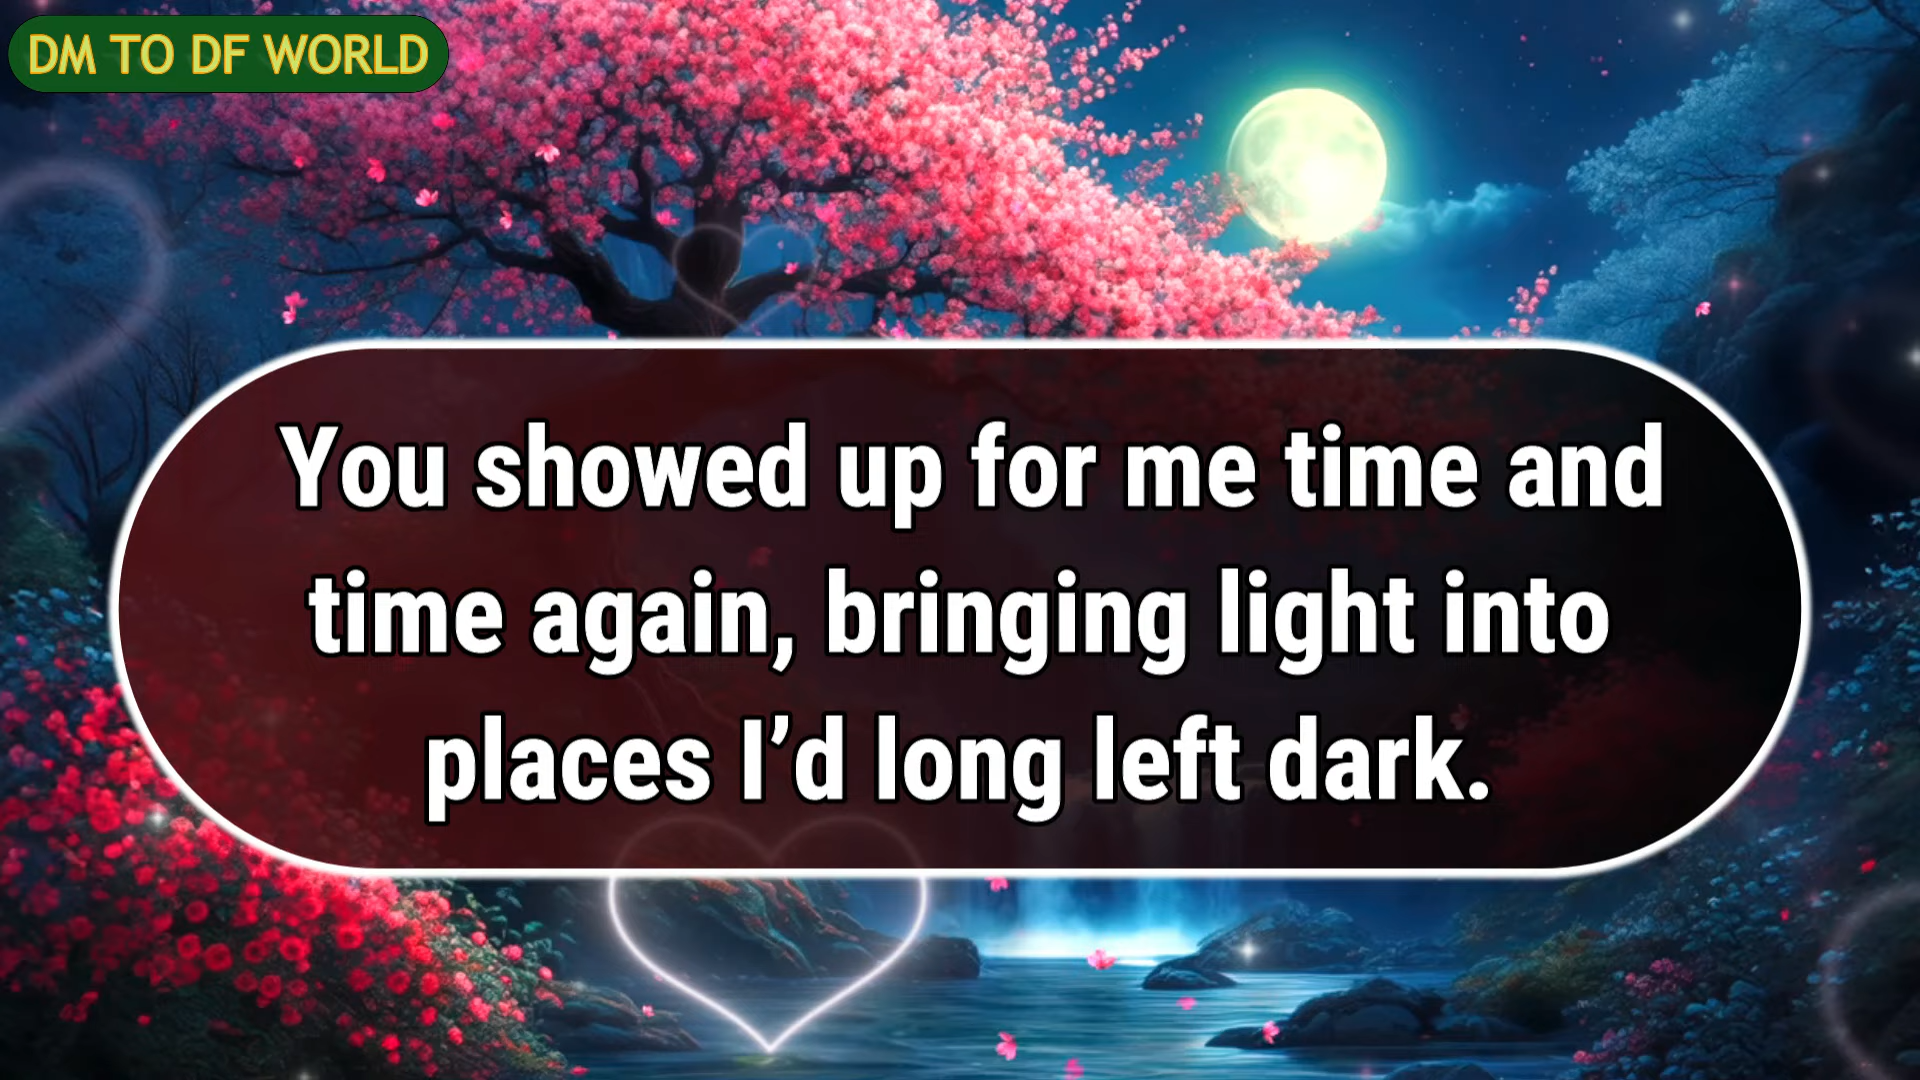 DM TO DF WORLD
You showed up for me time and
time again, bringing light into
places I’d long left dark.